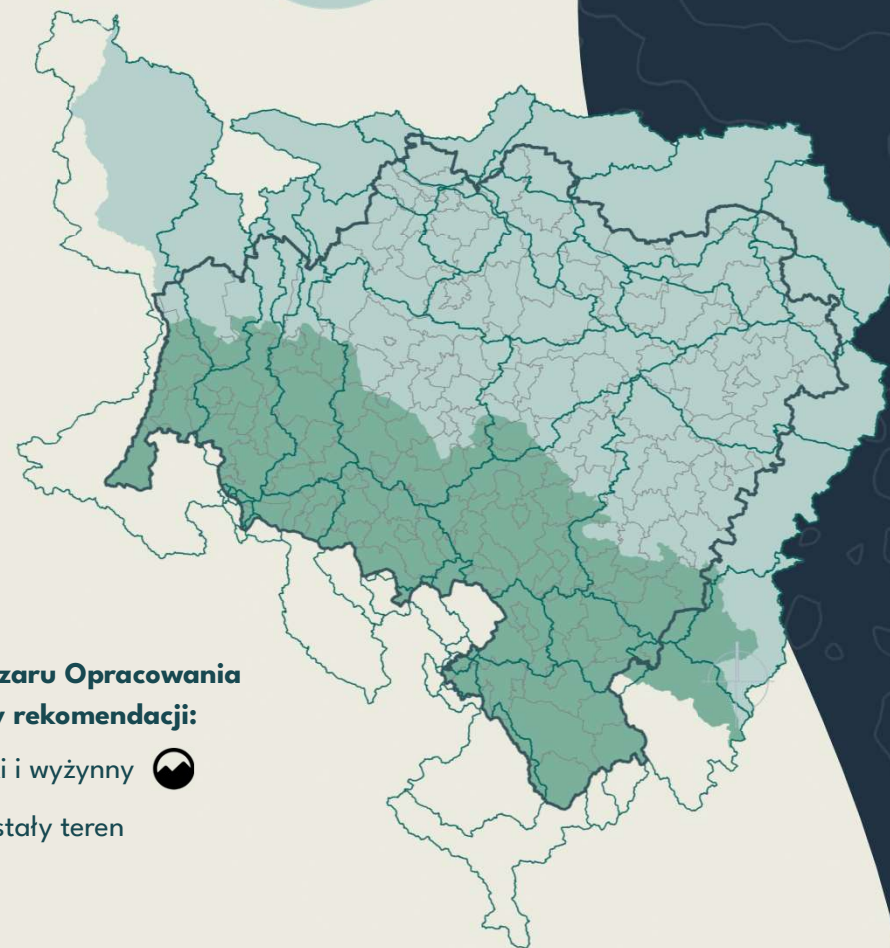 zaru Opracowania
y rekomendacji:
i i wyżynny
stały teren